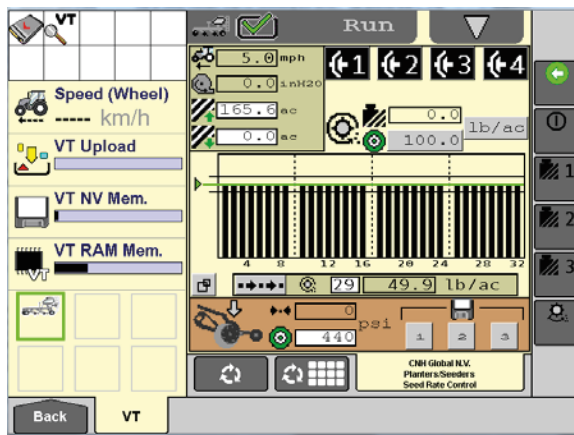 VT
Run
5.0 mph
0.0 inH2O
165.6 ac
0.0 ac
1
2
3
4
0.0
100.0
lb/ac
Speed (Wheel)
----- km/h
VT Upload
VT NV Mem.
VT RAM Mem.
VT
4 8 12 16 20 24 28 32
29
49.9 lb/ac
0
440
psi
1 2 3
CNH Global N.V.
Planters/Seeders
Seed Rate Control
1
2
3
Back
VT